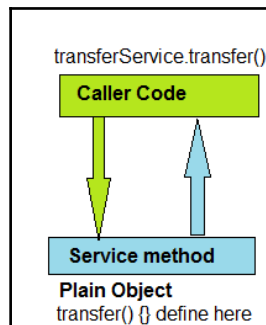 transferService.transfer()
Caller Code
Service method
Plain Object
transfer() {} define here